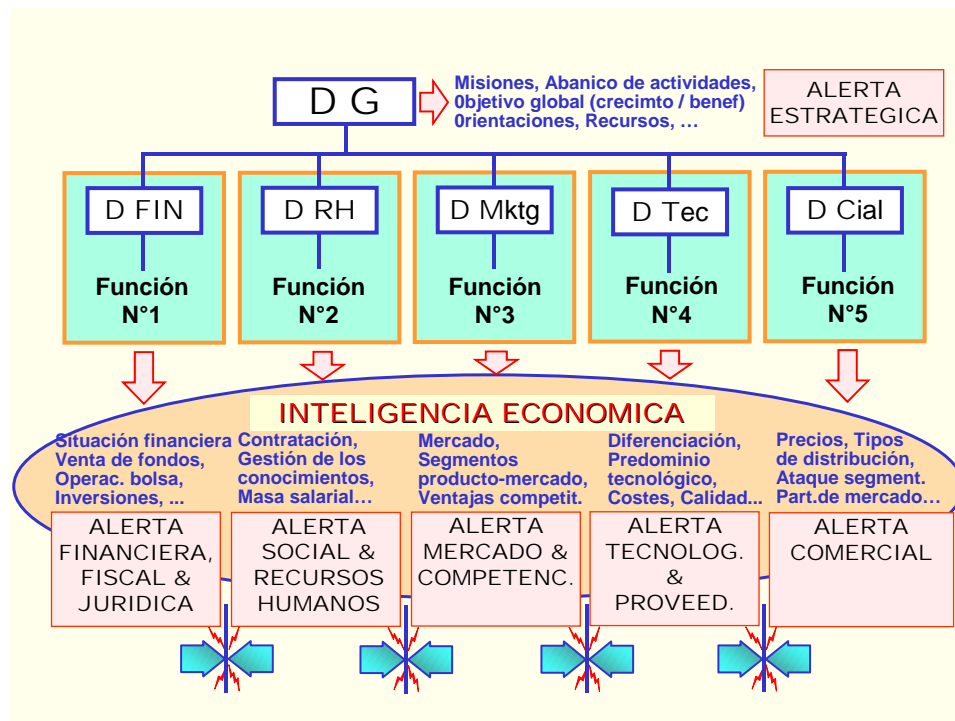 D G
Misiones, Abanico de actividades,
0bjetivo global (crecimto / benef)
0rientaciones, Recursos, …
ALERTA
ESTRATEGICA
D FIN
D RH
D Mktg
D Tec
D Cial
Función
N°1
Función
N°2
Función
N°3
Función
N°4
Función
N°5
INTELIGENCIA ECONOMICA
Situación financiera
Venta de fondos,
Operac. bolsa,
Inversiones, ...
Contratación,
Gestión de los
conocimientos,
Masa salarial…
Mercado,
Segmentos
producto-mercado,
Ventajas competit.
Diferenciación,
Predominio
tecnológico,
Costes, Calidad...
Precios, Tipos
de distribución,
Ataque segment.
Part.de mercado…
ALERTA
FINANCIERA,
FISCAL &
JURIDICA
ALERTA
SOCIAL &
RECURSOS
HUMANOS
ALERTA
MERCADO &
COMPETENC.
ALERTA
TECNOLOG.
&
PROVEED.
ALERTA
COMERCIAL